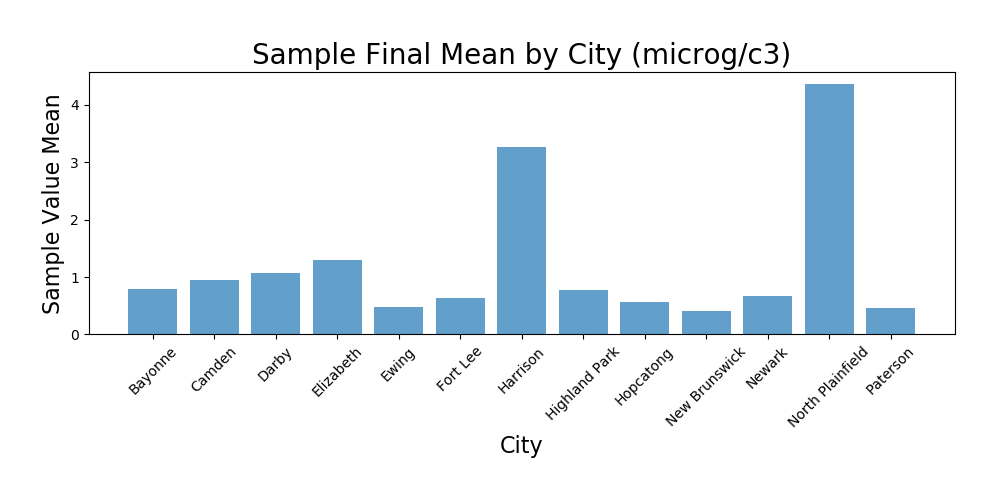 Sample Final Mean by City (microg/c3)
Sample Value Mean
4
3
2
1
0
Bayonne
Camden
Darby
Elizabeth
Ewing
Fort Lee
Harrison
Highland Park
Hopcatong
New Brunswick
Newark
North Plainfield
Paterson
City